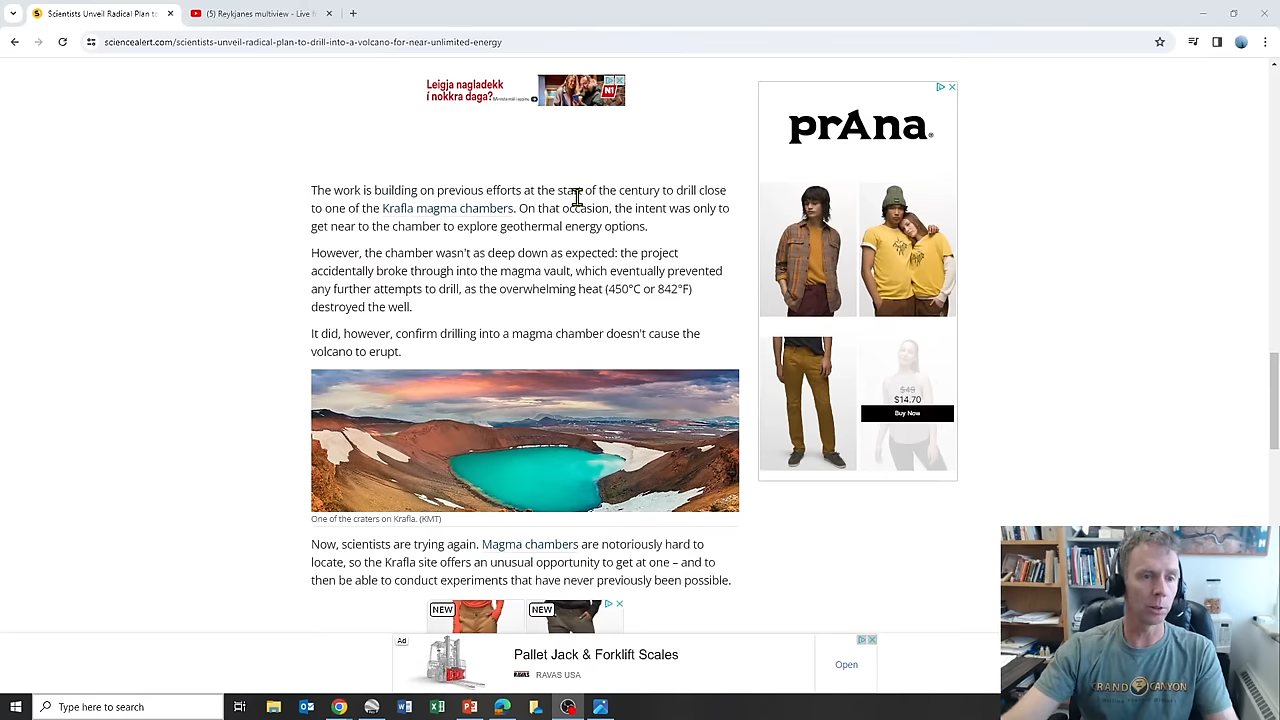 Scientists Unveil Radical Plan to
(5) Reykjanes multiview - Live f
sciencealert.com/scientists-unveil-radical-plan-to-drill-into-a-volcano-for-near-unlimited-energy
Leigja nagladekk
í nokkra daga?
N1
prAna
The work is building on previous efforts at the start of the century to drill close
to one of the Krafla magma chambers. On that occasion, the intent was only to
get near to the chamber to explore geothermal energy options.
However, the chamber wasn't as deep down as expected: the project
accidentally broke through into the magma vault, which eventually prevented
any further attempts to drill, as the overwhelming heat (450°C or 842°F)
destroyed the well.
It did, however, confirm drilling into a magma chamber doesn't cause the
volcano to erupt.
$49
$14.70
Buy Now
One of the craters on Krafla. (KMT)
Now, scientists are trying again. Magma chambers are notoriously hard to
locate, so the Krafla site offers an unusual opportunity to get at one – and to
then be able to conduct experiments that have never previously been possible.
NEW
NEW
Ad
Pallet Jack & Forklift Scales
RAVAS
RAVAS USA
Open
GRAND CANYON
Type here to search